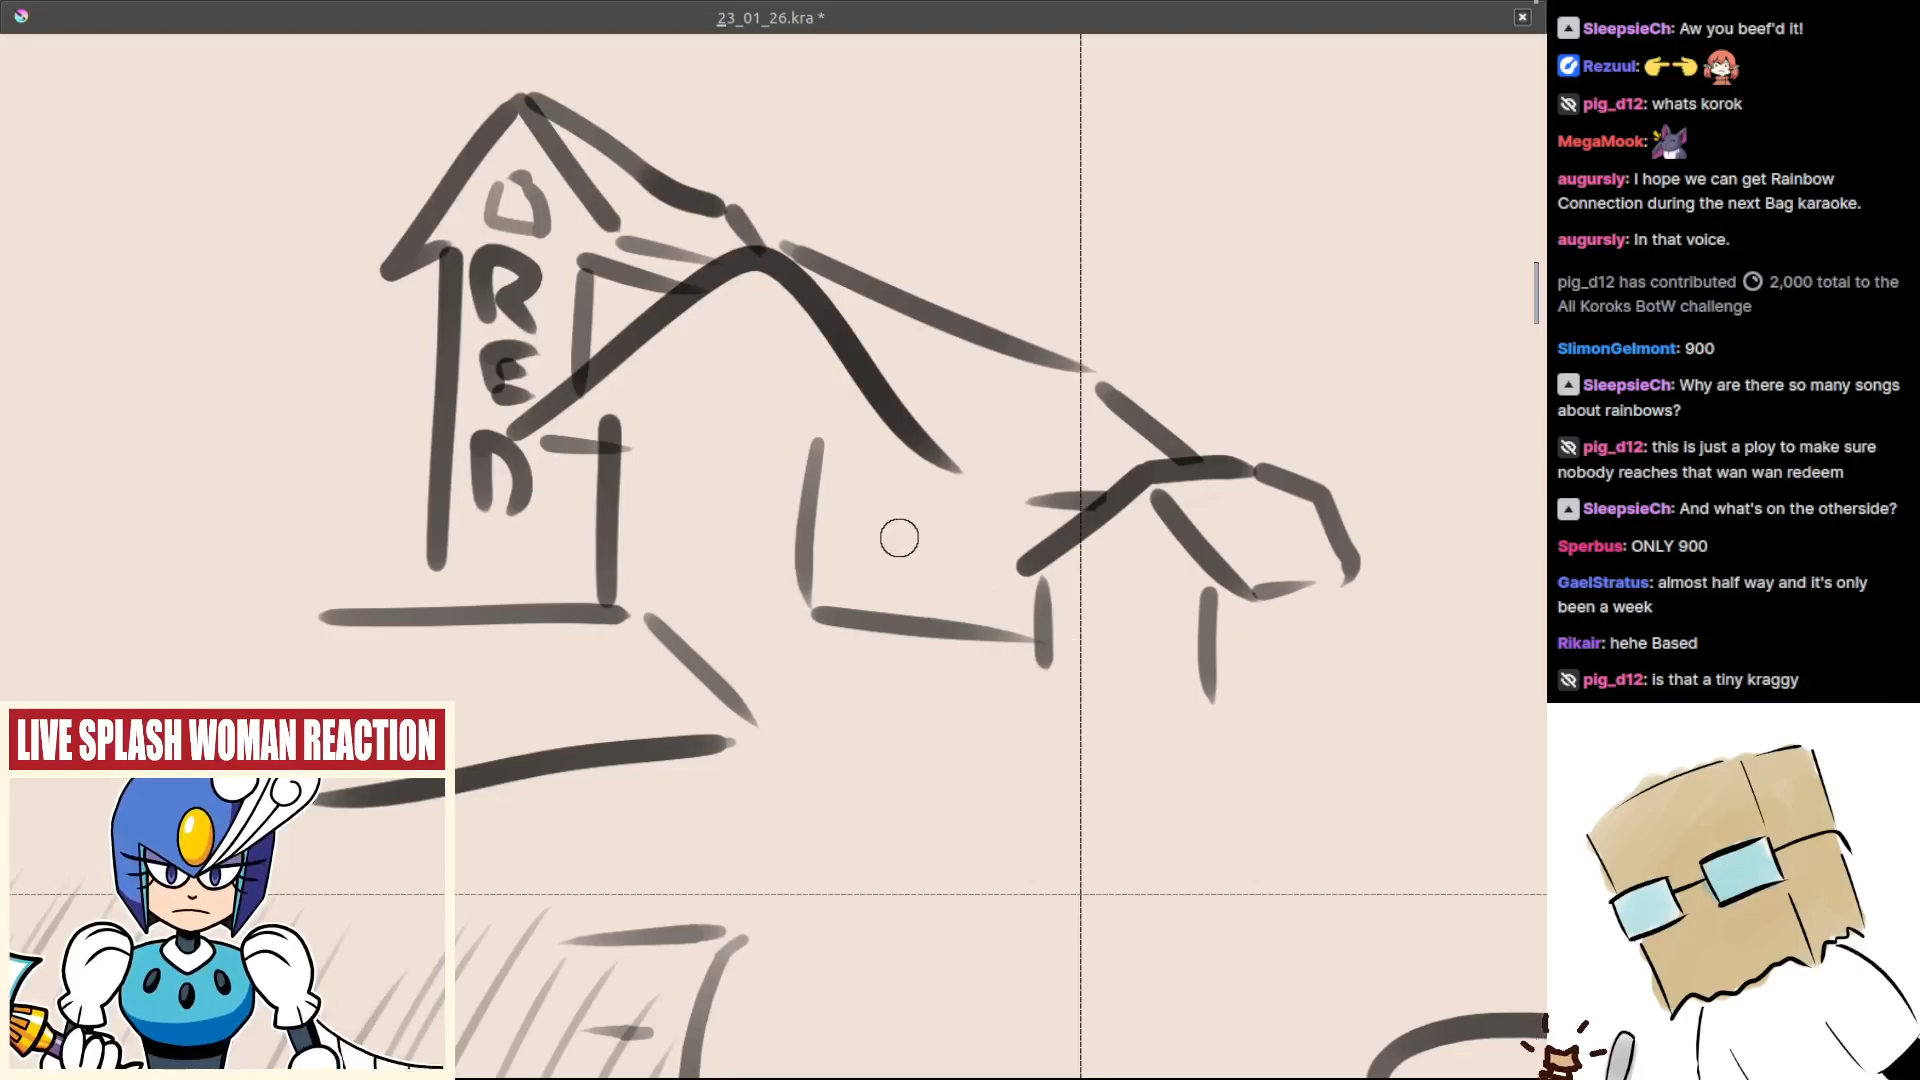 23_01_26.kra *
D
R
E
D
LIVE SPLASH WOMAN REACTION
SleepsieCh: Aw you beef'd it!
Rezuul:
pig_d12: whats korok
MegaMook:
augursly: I hope we can get Rainbow
Connection during the next Bag karaoke.
augursly: In that voice.
pig_d12 has contributed 2,000 total to the
All Koroks BotW challenge
SlimonGelmont: 900
SleepsieCh: Why are there so many songs
about rainbows?
pig_d12: this is just a ploy to make sure
nobody reaches that wan wan redeem
SleepsieCh: And what's on the otherside?
Sperbus: ONLY 900
GaelStratus: almost half way and it's only
been a week
Rikair: hehe Based
pig_d12: is that a tiny kraggy